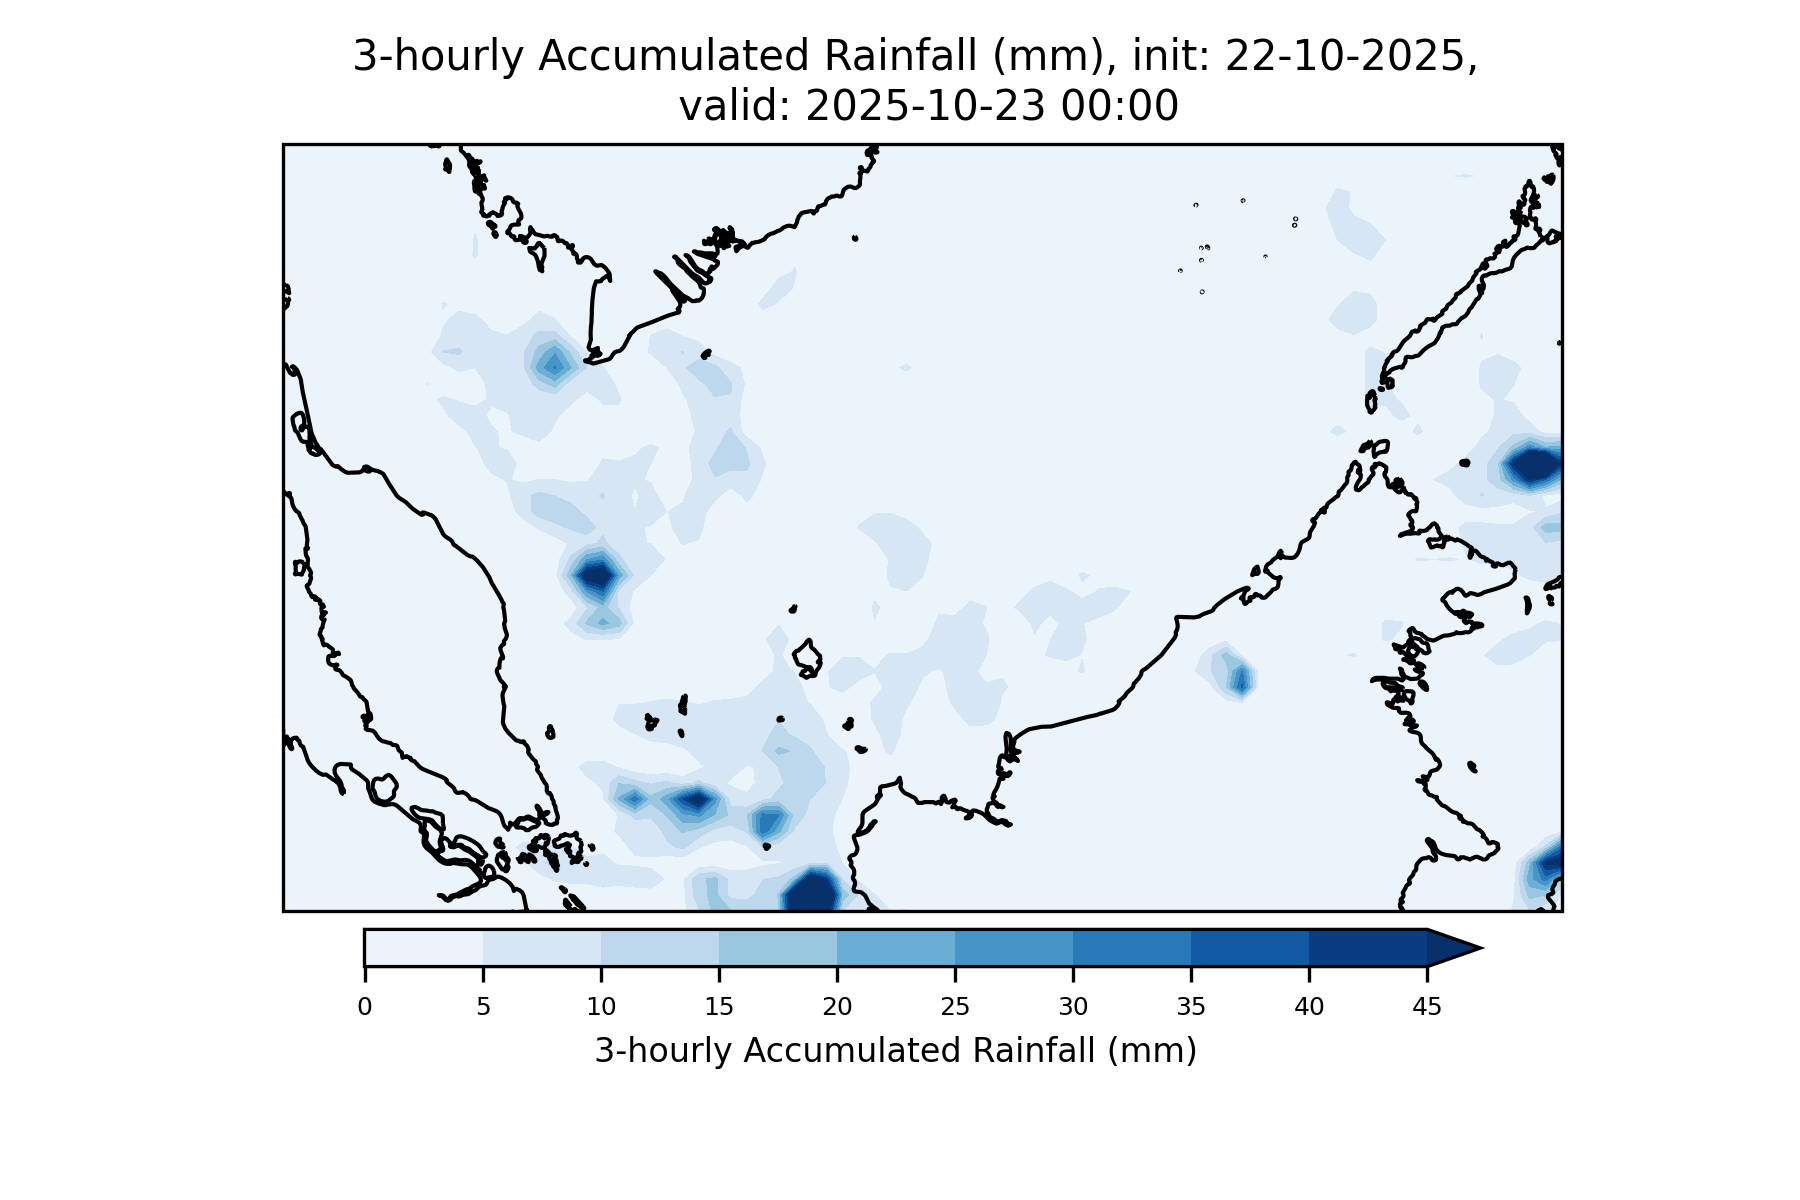 3-hourly Accumulated Rainfall (mm), init: 22-10-2025,
valid: 2025-10-23 00:00
0 5 10 15 20 25 30 35 40 45
3-hourly Accumulated Rainfall (mm)